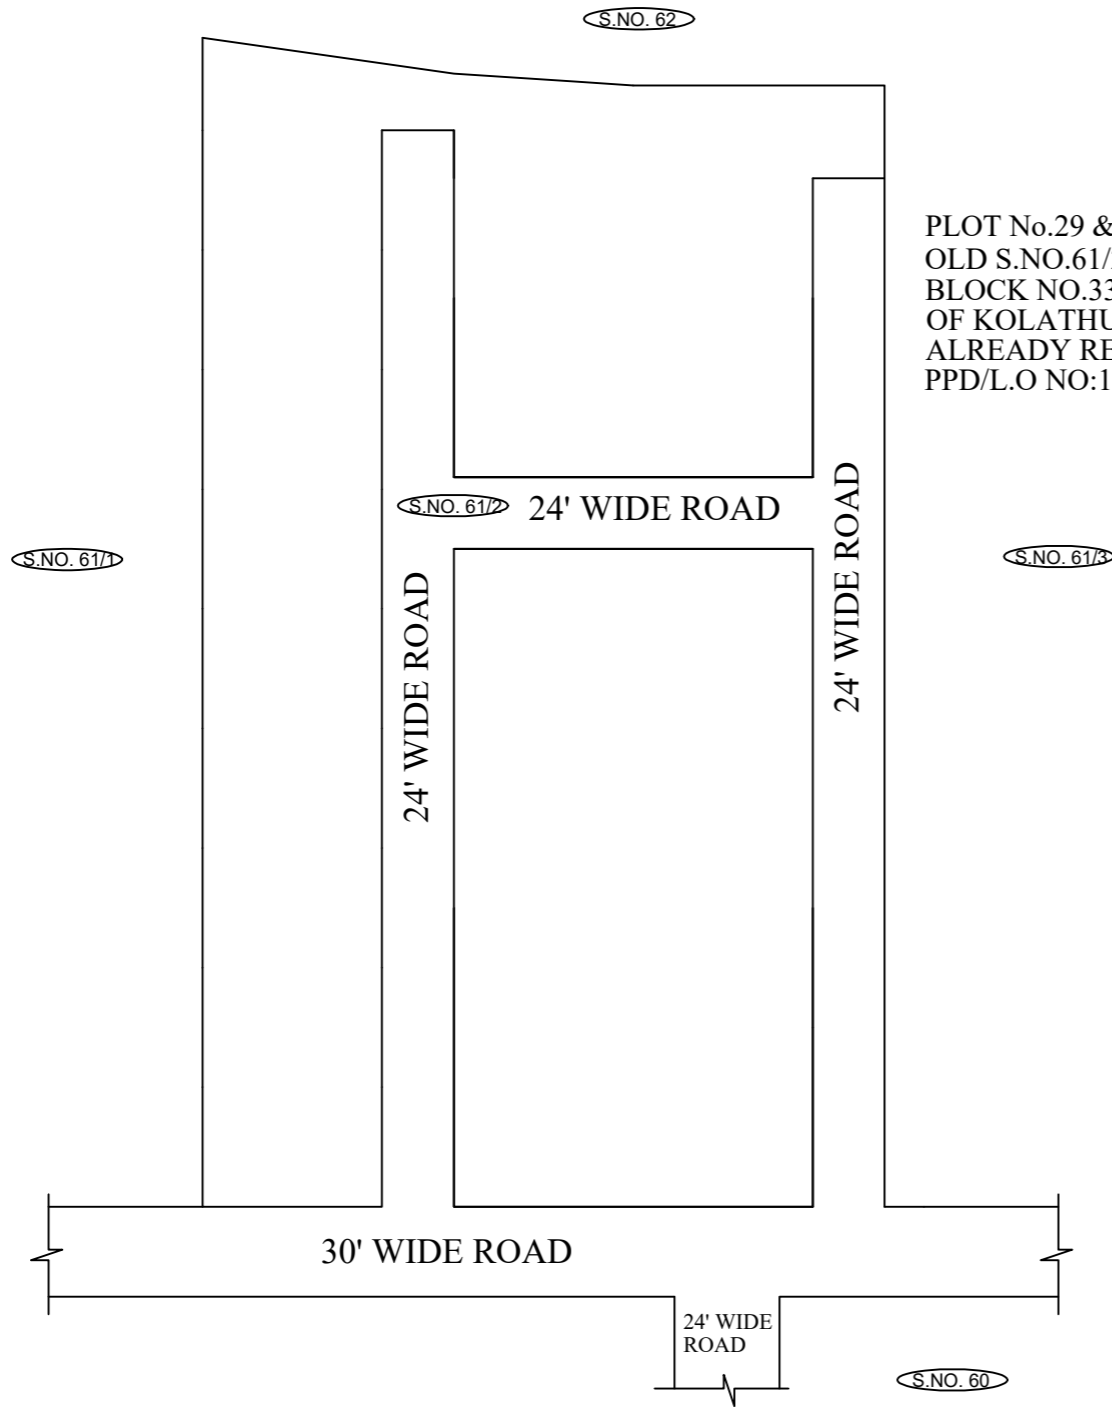 S.NO. 62
PLOT No.29 &
OLD S.NO.61/
BLOCK NO.33
OF KOLATHU
ALREADY RE
PPD/L.O NO:1
S.NO. 61/2
24' WIDE ROAD
24' WIDE ROAD
S.NO. 61/1
S.NO. 61/3
24' WIDE ROAD
30' WIDE ROAD
24' WIDE
ROAD
S.NO. 60